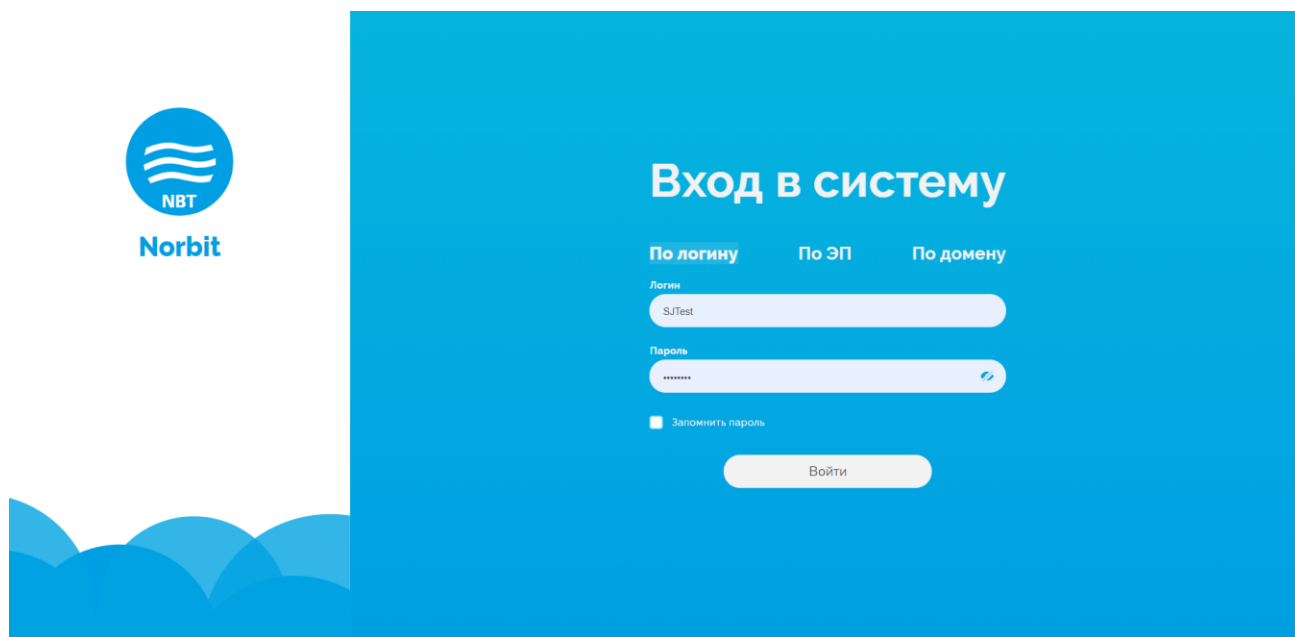 NBT
Norbit
Вход в систему
По логину По ЭП По домену
Логин
SJTest
Пароль
••••••••
Запомнить пароль
Войти